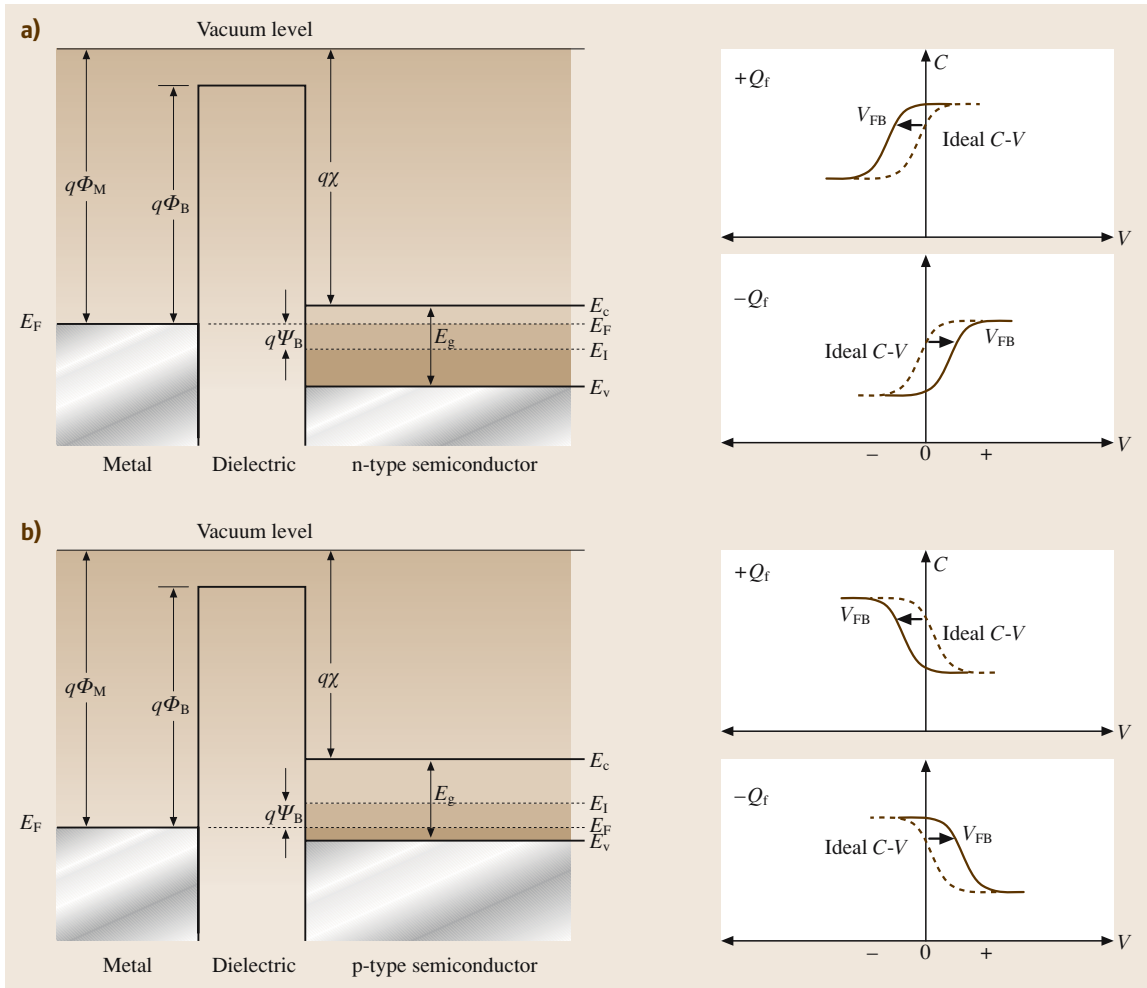 a)
Vacuum level
qΦM
qΦB
qχ
EF
qΨB
Eg
Ec
EF
EI
Ev
Metal
Dielectric
n-type semiconductor
+Qf
C
VFB
Ideal C-V
V
−Qf
Ideal C-V
VFB
V
− 0 +
b)
Vacuum level
qΦM
qΦB
qχ
EF
qΨB
Eg
Ec
EI
EF
Ev
Metal
Dielectric
p-type semiconductor
+Qf
C
VFB
Ideal C-V
V
−Qf
Ideal C-V
VFB
V
− 0 +